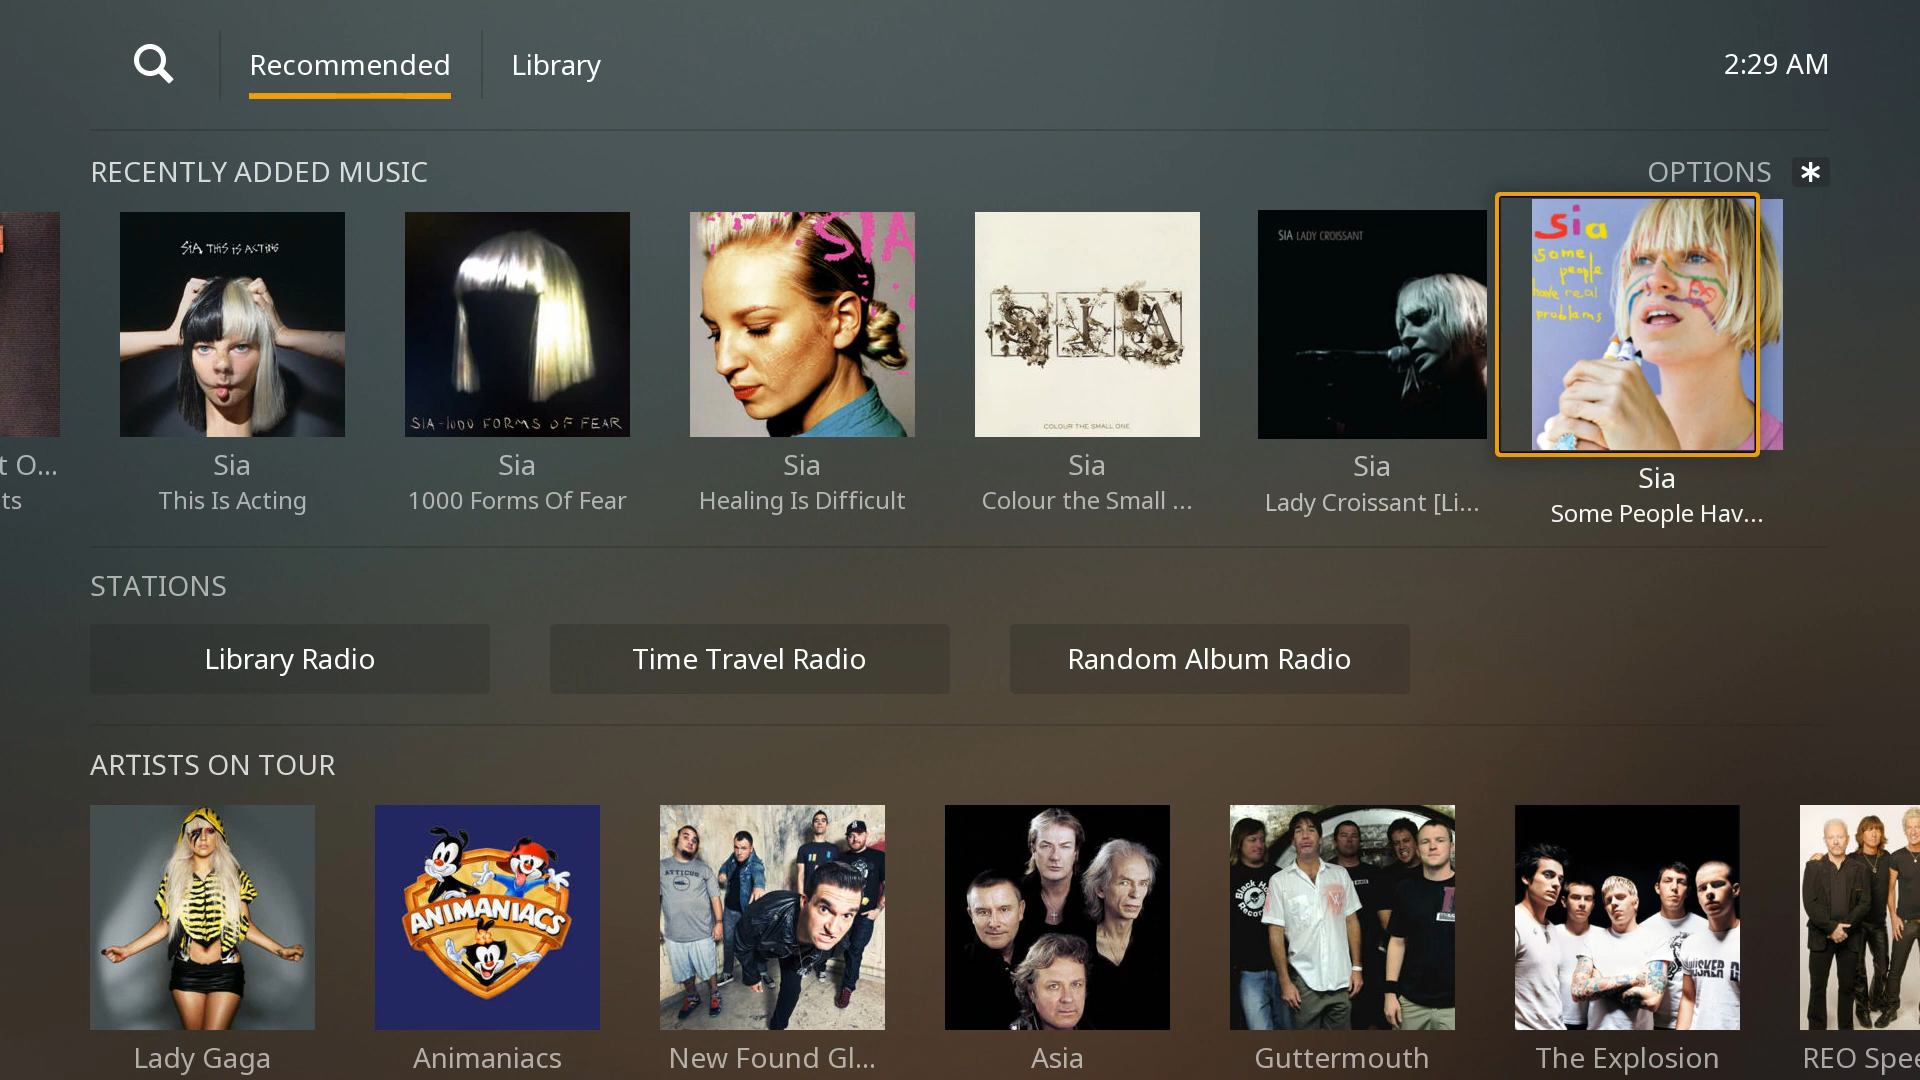 Recommended
Library
2:29 AM
RECENTLY ADDED MUSIC
OPTIONS *
SIA THIS IS ACTING
SIA - 1000 FORMS OF FEAR
SIA
SIA
COLOUR THE SMALL ONE
SIA LADY CROISSANT
Sia
some
people
have real
problems
t O...
ts
Sia
This Is Acting
Sia
1000 Forms Of Fear
Sia
Healing Is Difficult
Sia
Colour the Small ...
Sia
Lady Croissant [Li...
Sia
Some People Hav...
STATIONS
Library Radio
Time Travel Radio
Random Album Radio
ARTISTS ON TOUR
ANIMANIACS
ATTICUS
Lady Gaga
Animaniacs
New Found Gl...
Asia
Guttermouth
The Explosion
REO Spee